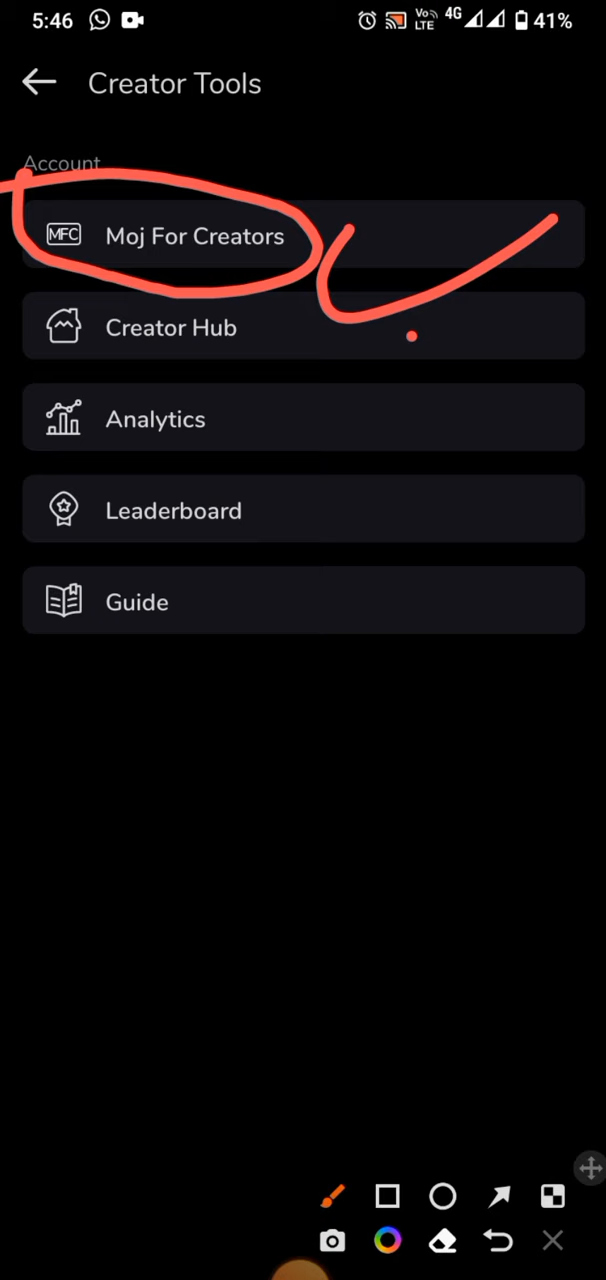 5:46 Vo LTE 4G 41%
Creator Tools
Account
MFC Moj For Creators
Creator Hub
Analytics
Leaderboard
Guide